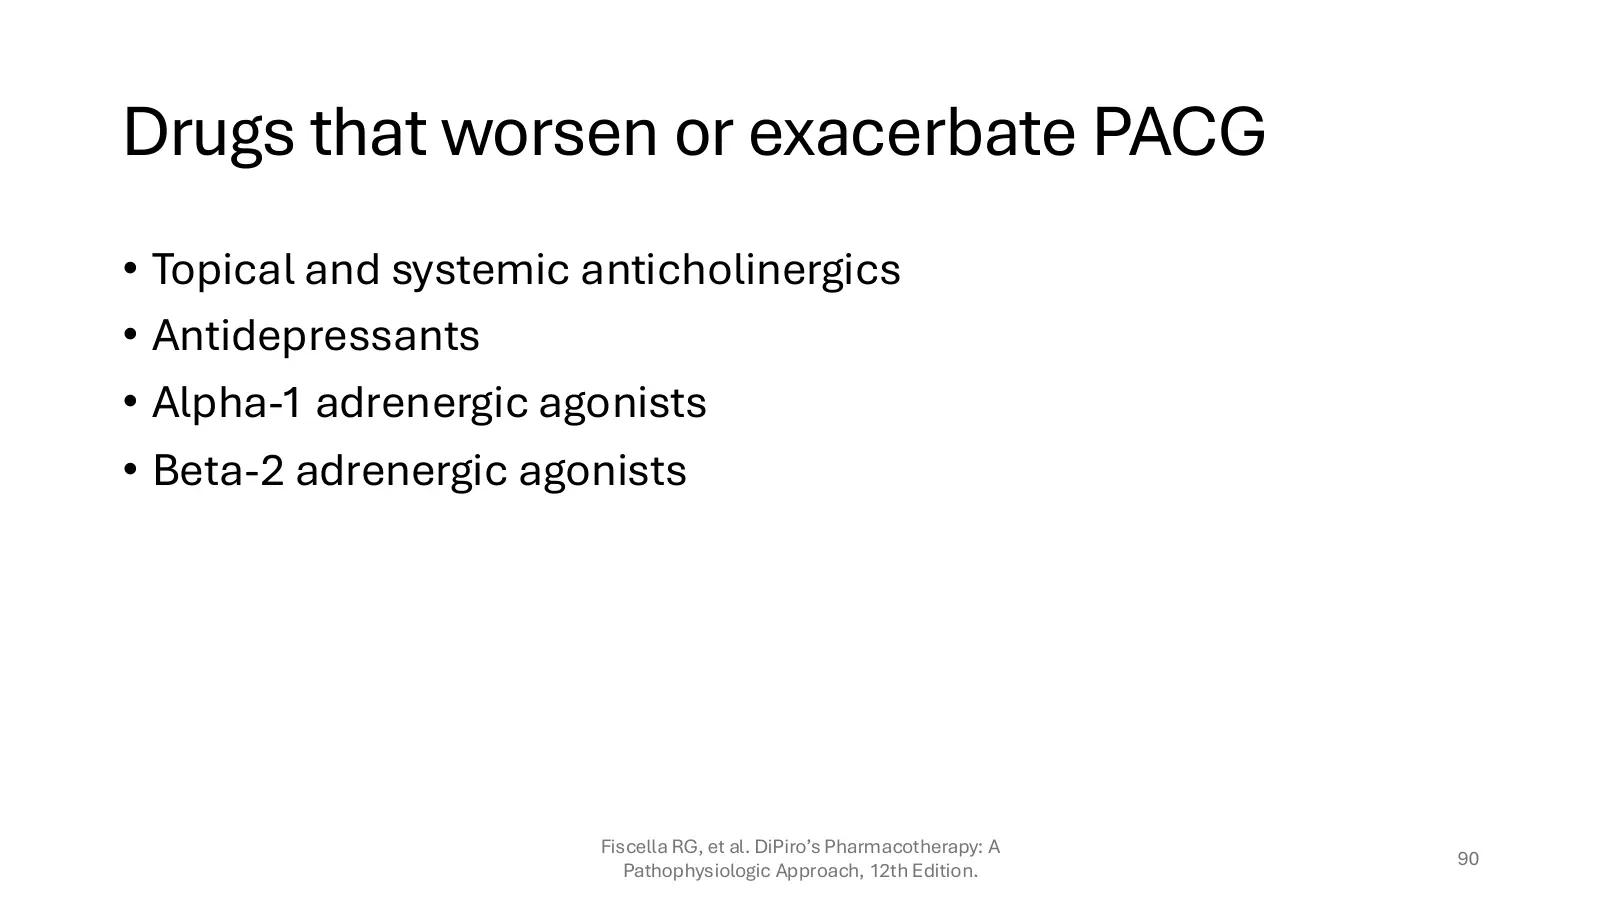 Drugs that worsen or exacerbate PACG
• Topical and systemic anticholinergics
• Antidepressants
• Alpha-1 adrenergic agonists
• Beta-2 adrenergic agonists
Fiscella RG, et al. DiPiro’s Pharmacotherapy: A
Pathophysiologic Approach, 12th Edition.
90